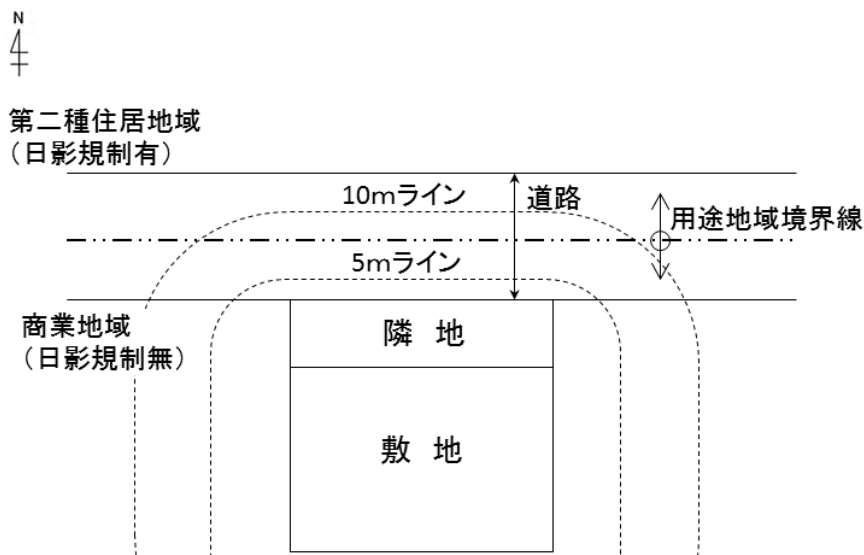 N
第二種住居地域
（日影規制有）
10mライン
道路
用途地域境界線
5mライン
商業地域
（日影規制無）
隣 地
敷 地